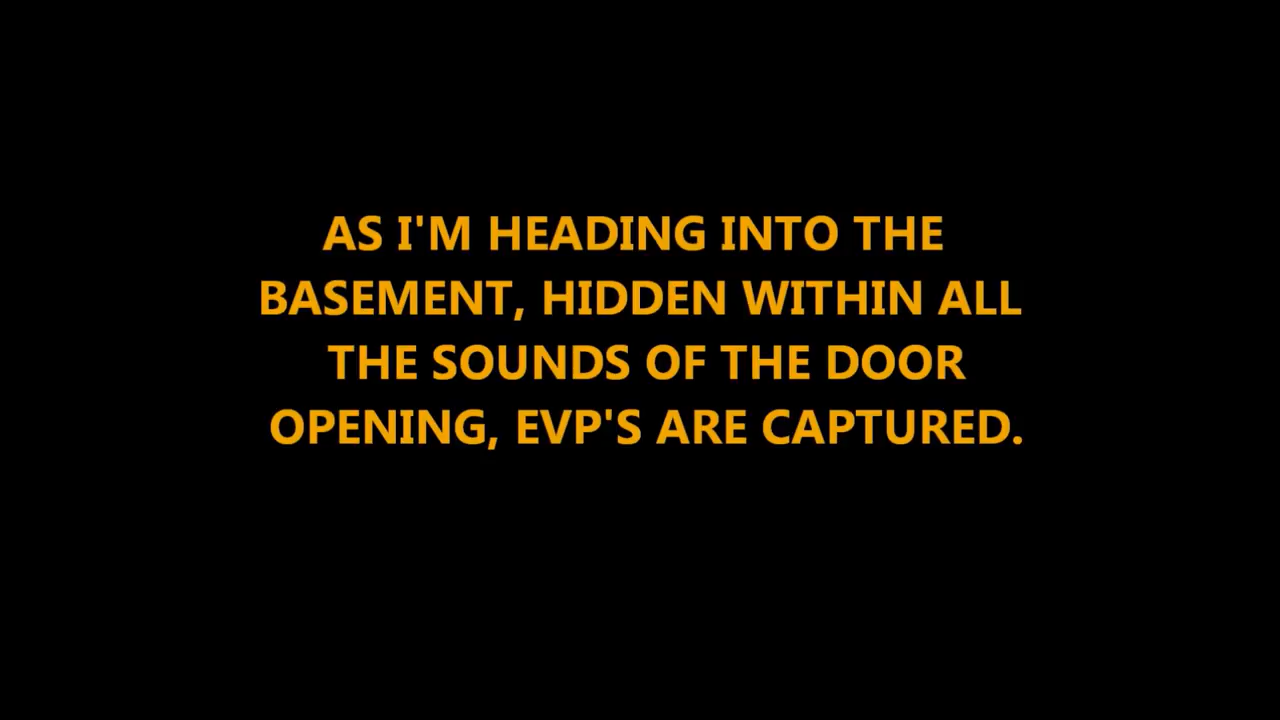 AS I'M HEADING INTO THE
BASEMENT, HIDDEN WITHIN ALL
THE SOUNDS OF THE DOOR
OPENING, EVP'S ARE CAPTURED.